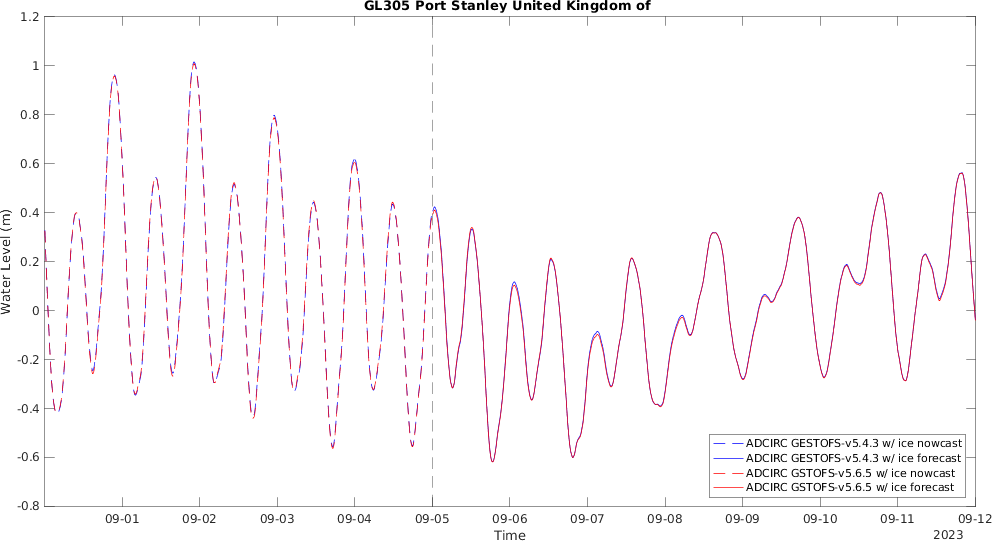 GL305 Port Stanley United Kingdom of
1.2
1
0.8
0.6
0.4
0.2
0
-0.2
-0.4
-0.6
-0.8
Water Level (m)
ADCIRC GESTOFS-v5.4.3 w/ ice nowcast
ADCIRC GESTOFS-v5.4.3 w/ ice forecast
ADCIRC GSTOFS-v5.6.5 w/ ice nowcast
ADCIRC GSTOFS-v5.6.5 w/ ice forecast
09-01 09-02 09-03 09-04 09-05 09-06 09-07 09-08 09-09 09-10 09-11 09-12
Time
2023